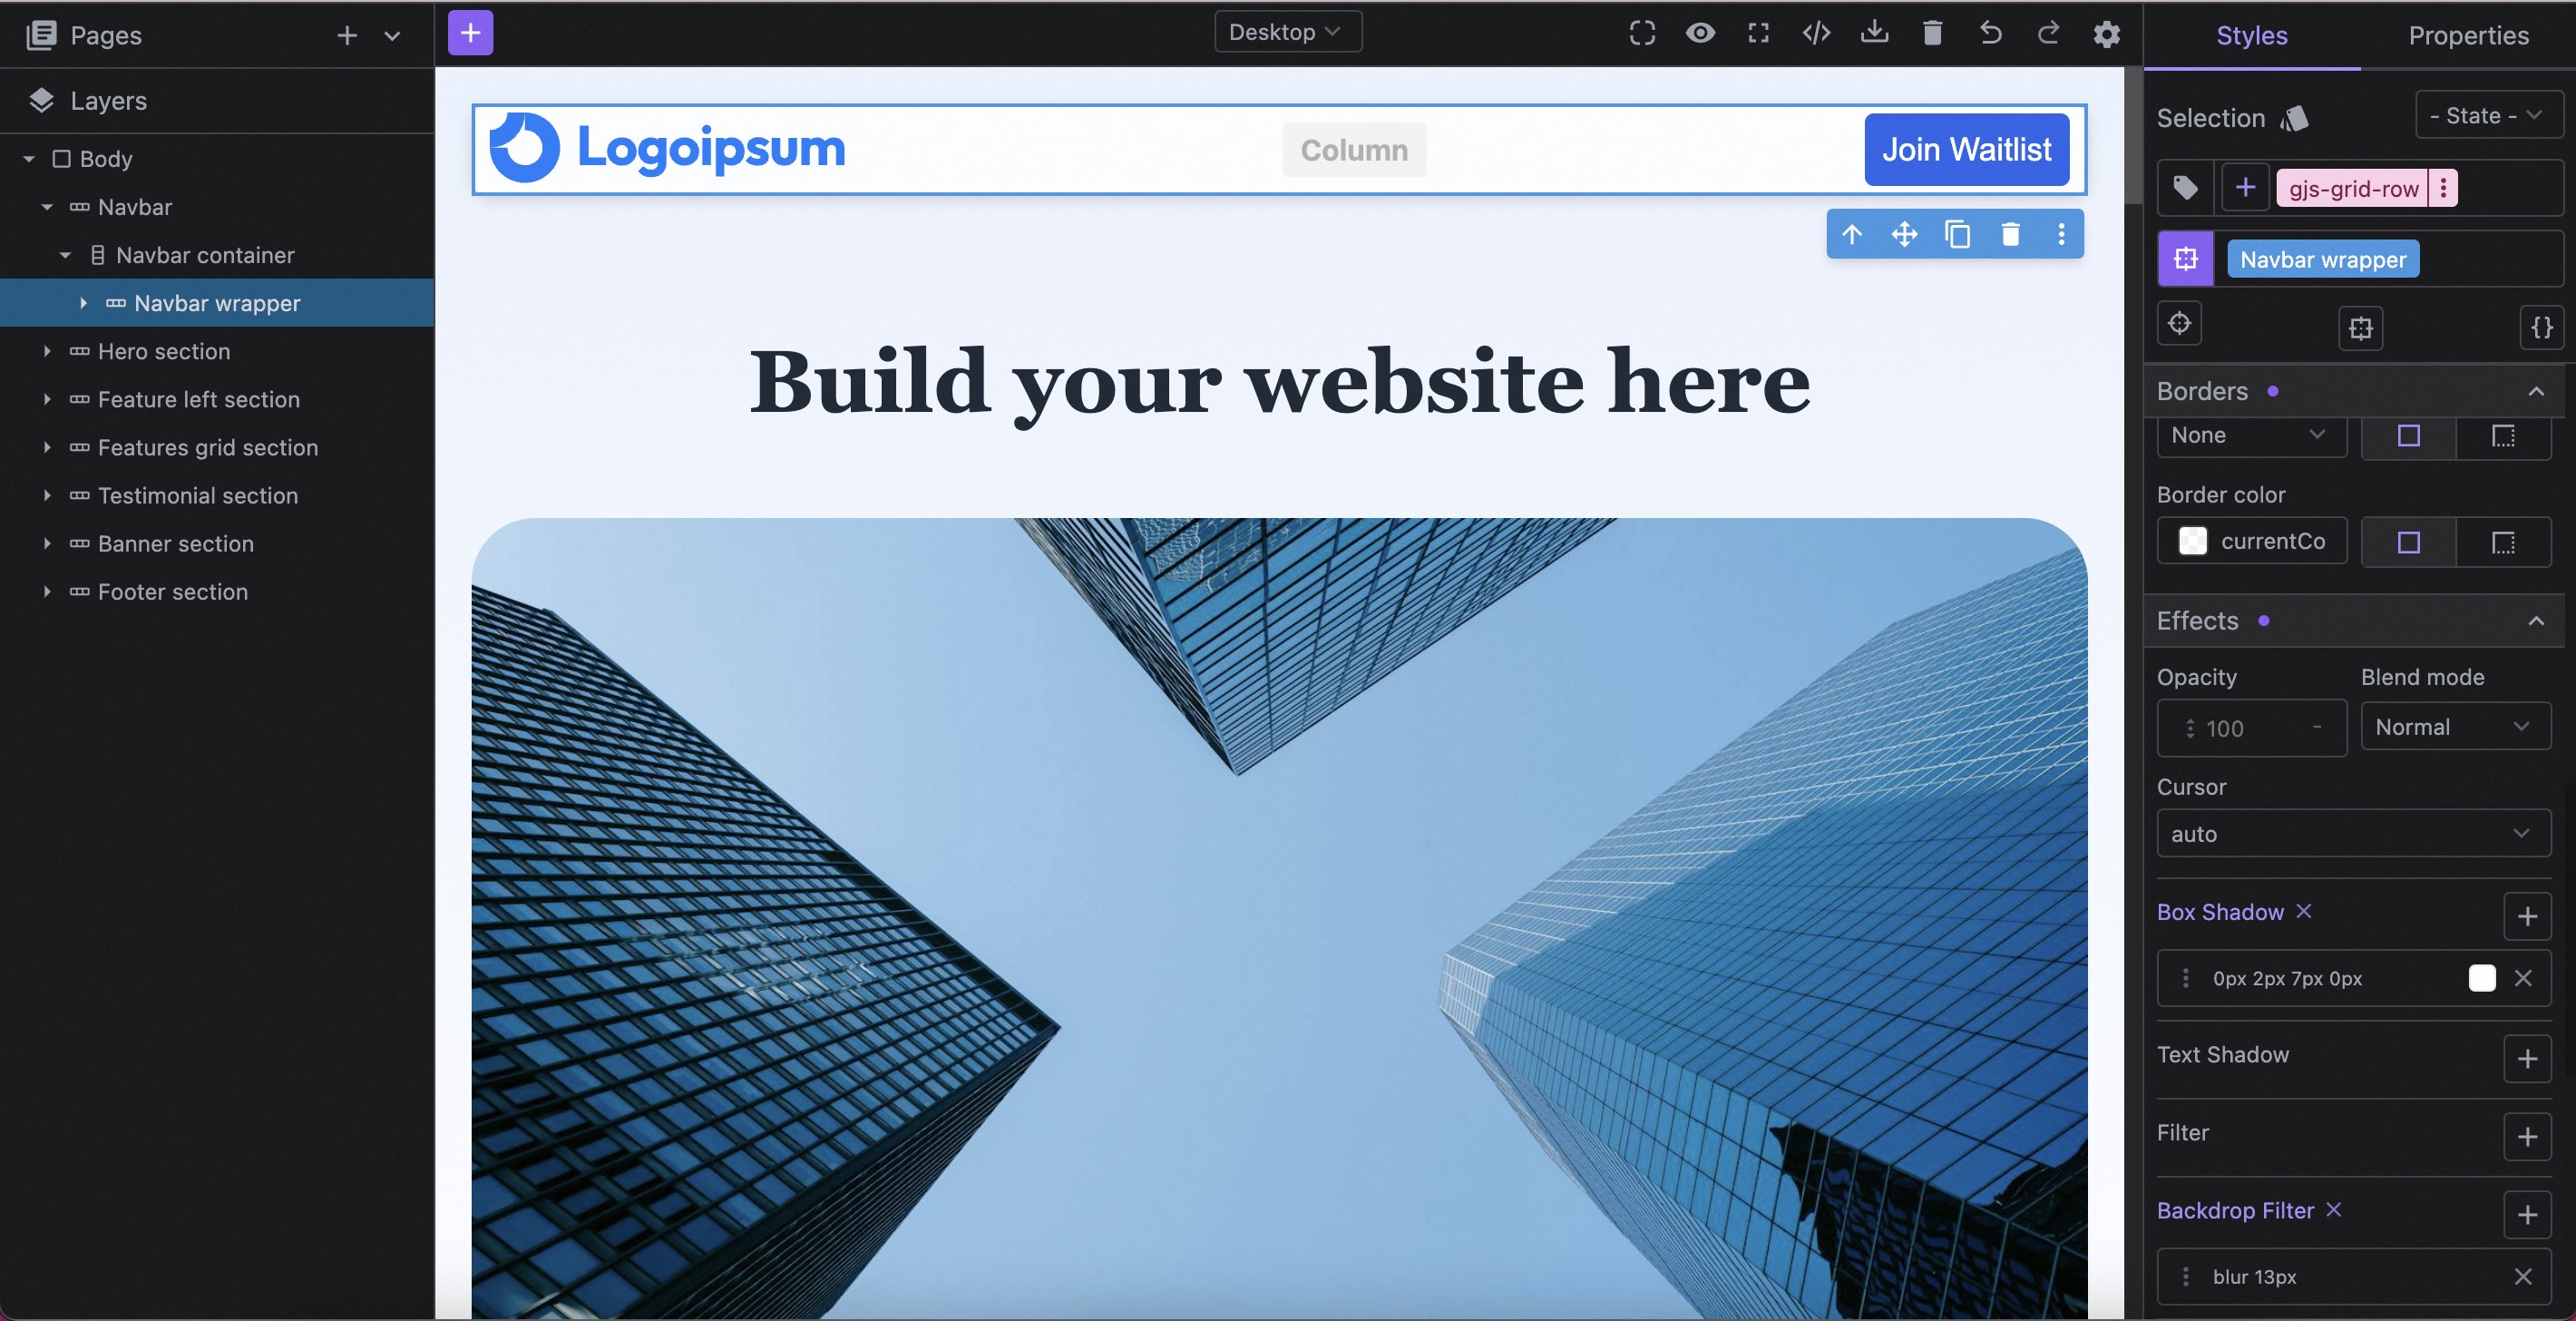 Pages
Desktop
Styles
Properties
Layers
Body
Navbar
Navbar container
Navbar wrapper
Hero section
Feature left section
Features grid section
Testimonial section
Banner section
Footer section
Logoipsum
Column
Join Waitlist
Build your website here
Selection
- State -
gjs-grid-row
Navbar wrapper
{}
Borders
None
Border color
currentCo
Effects
Opacity
Blend mode
100
-
Normal
Cursor
auto
Box Shadow
0px 2px 7px 0px
Text Shadow
Filter
Backdrop Filter
blur 13px